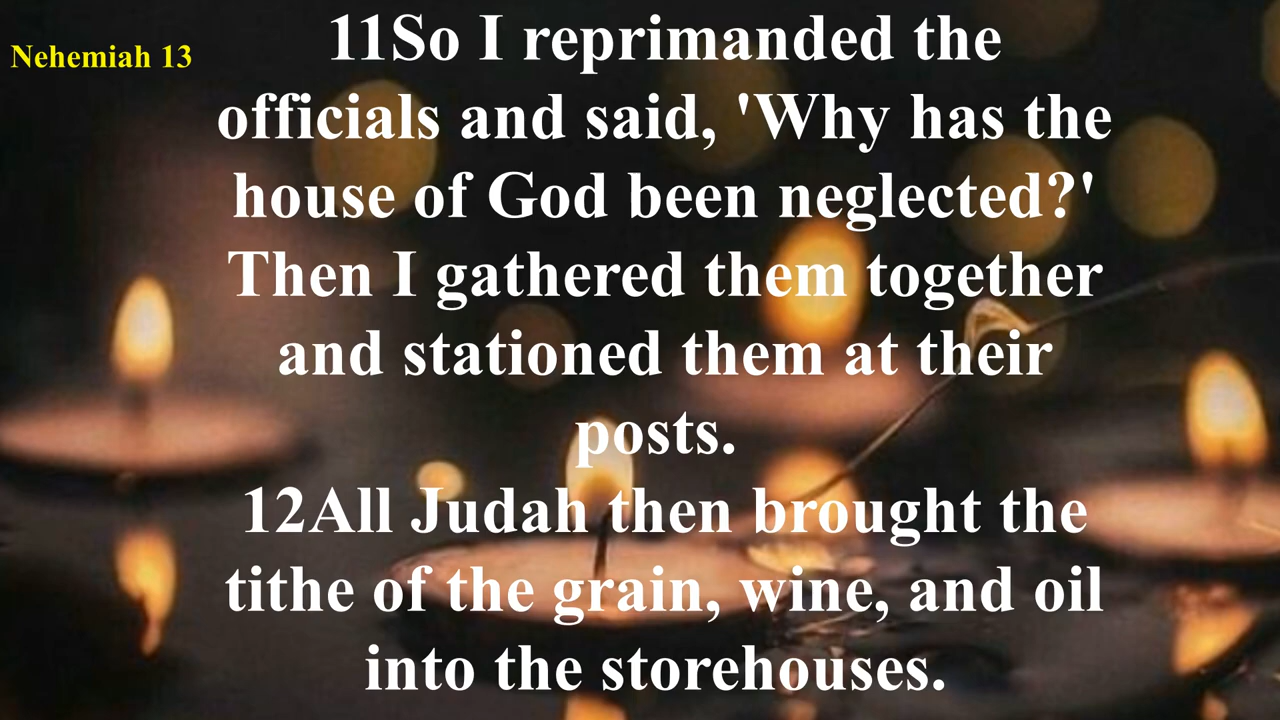 Nehemiah 13
11So I reprimanded the
officials and said, 'Why has the
house of God been neglected?'
Then I gathered them together
and stationed them at their
posts.
12All Judah then brought the
tithe of the grain, wine, and oil
into the storehouses.